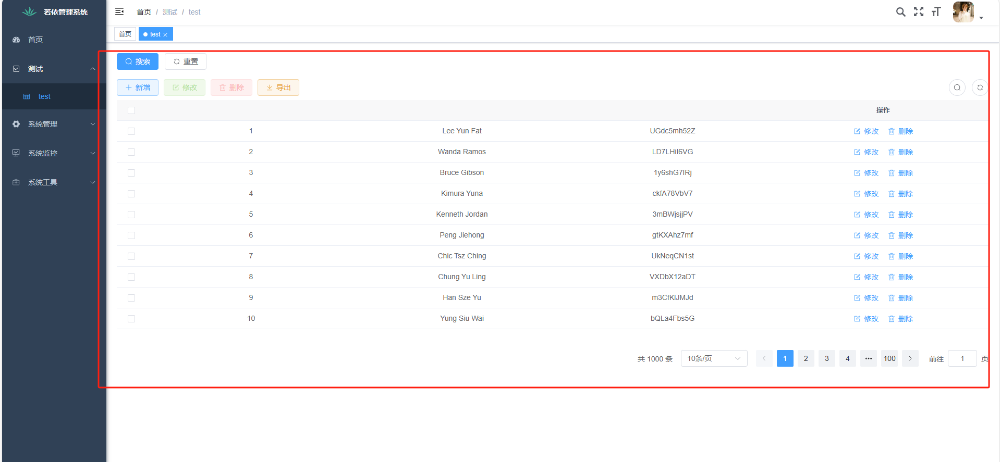 若依管理系统
首页 / 测试 / test
首页 test ×
首页
测试
test
系统管理
系统监控
系统工具
搜索 重置
新增 修改 删除 导出
操作
1 Lee Yun Fat UGdc5mh52Z 修改 删除
2 Wanda Ramos LD7LHil6VG 修改 删除
3 Bruce Gibson 1y6shG7IRj 修改 删除
4 Kimura Yuna ckfA78VbV7 修改 删除
5 Kenneth Jordan 3mBWjsjjPV 修改 删除
6 Peng Jiehong gtKXAhz7mf 修改 删除
7 Chic Tsz Ching UkNeqCN1st 修改 删除
8 Chung Yu Ling VXDbX12aDT 修改 删除
9 Han Sze Yu m3CfKlJMJd 修改 删除
10 Yung Siu Wai bQLa4Fbs5G 修改 删除
共 1000 条 10条/页 1 2 3 4 ••• 100 前往 1 页